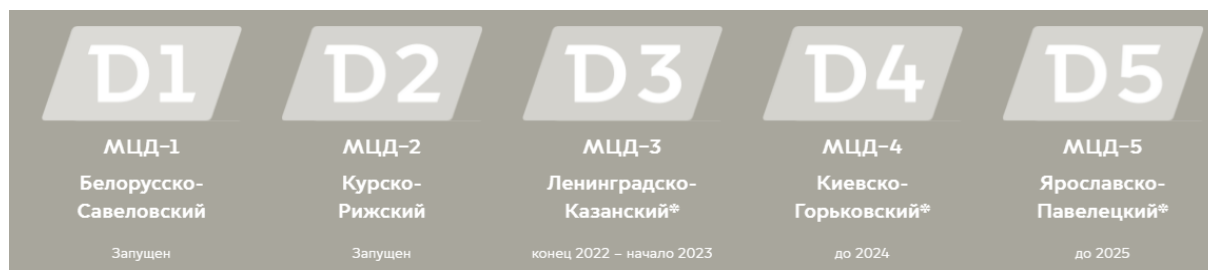 D1 D2 D3 D4 D5
МЦД-1 МЦД-2 МЦД-3 МЦД-4 МЦД-5
Белорусско- Курско- Ленинградско- Киевско- Ярославско-
Савеловский Рижский Казанский* Горьковский* Павелецкий*
Запущен Запущен конец 2022 – начало 2023 до 2024 до 2025